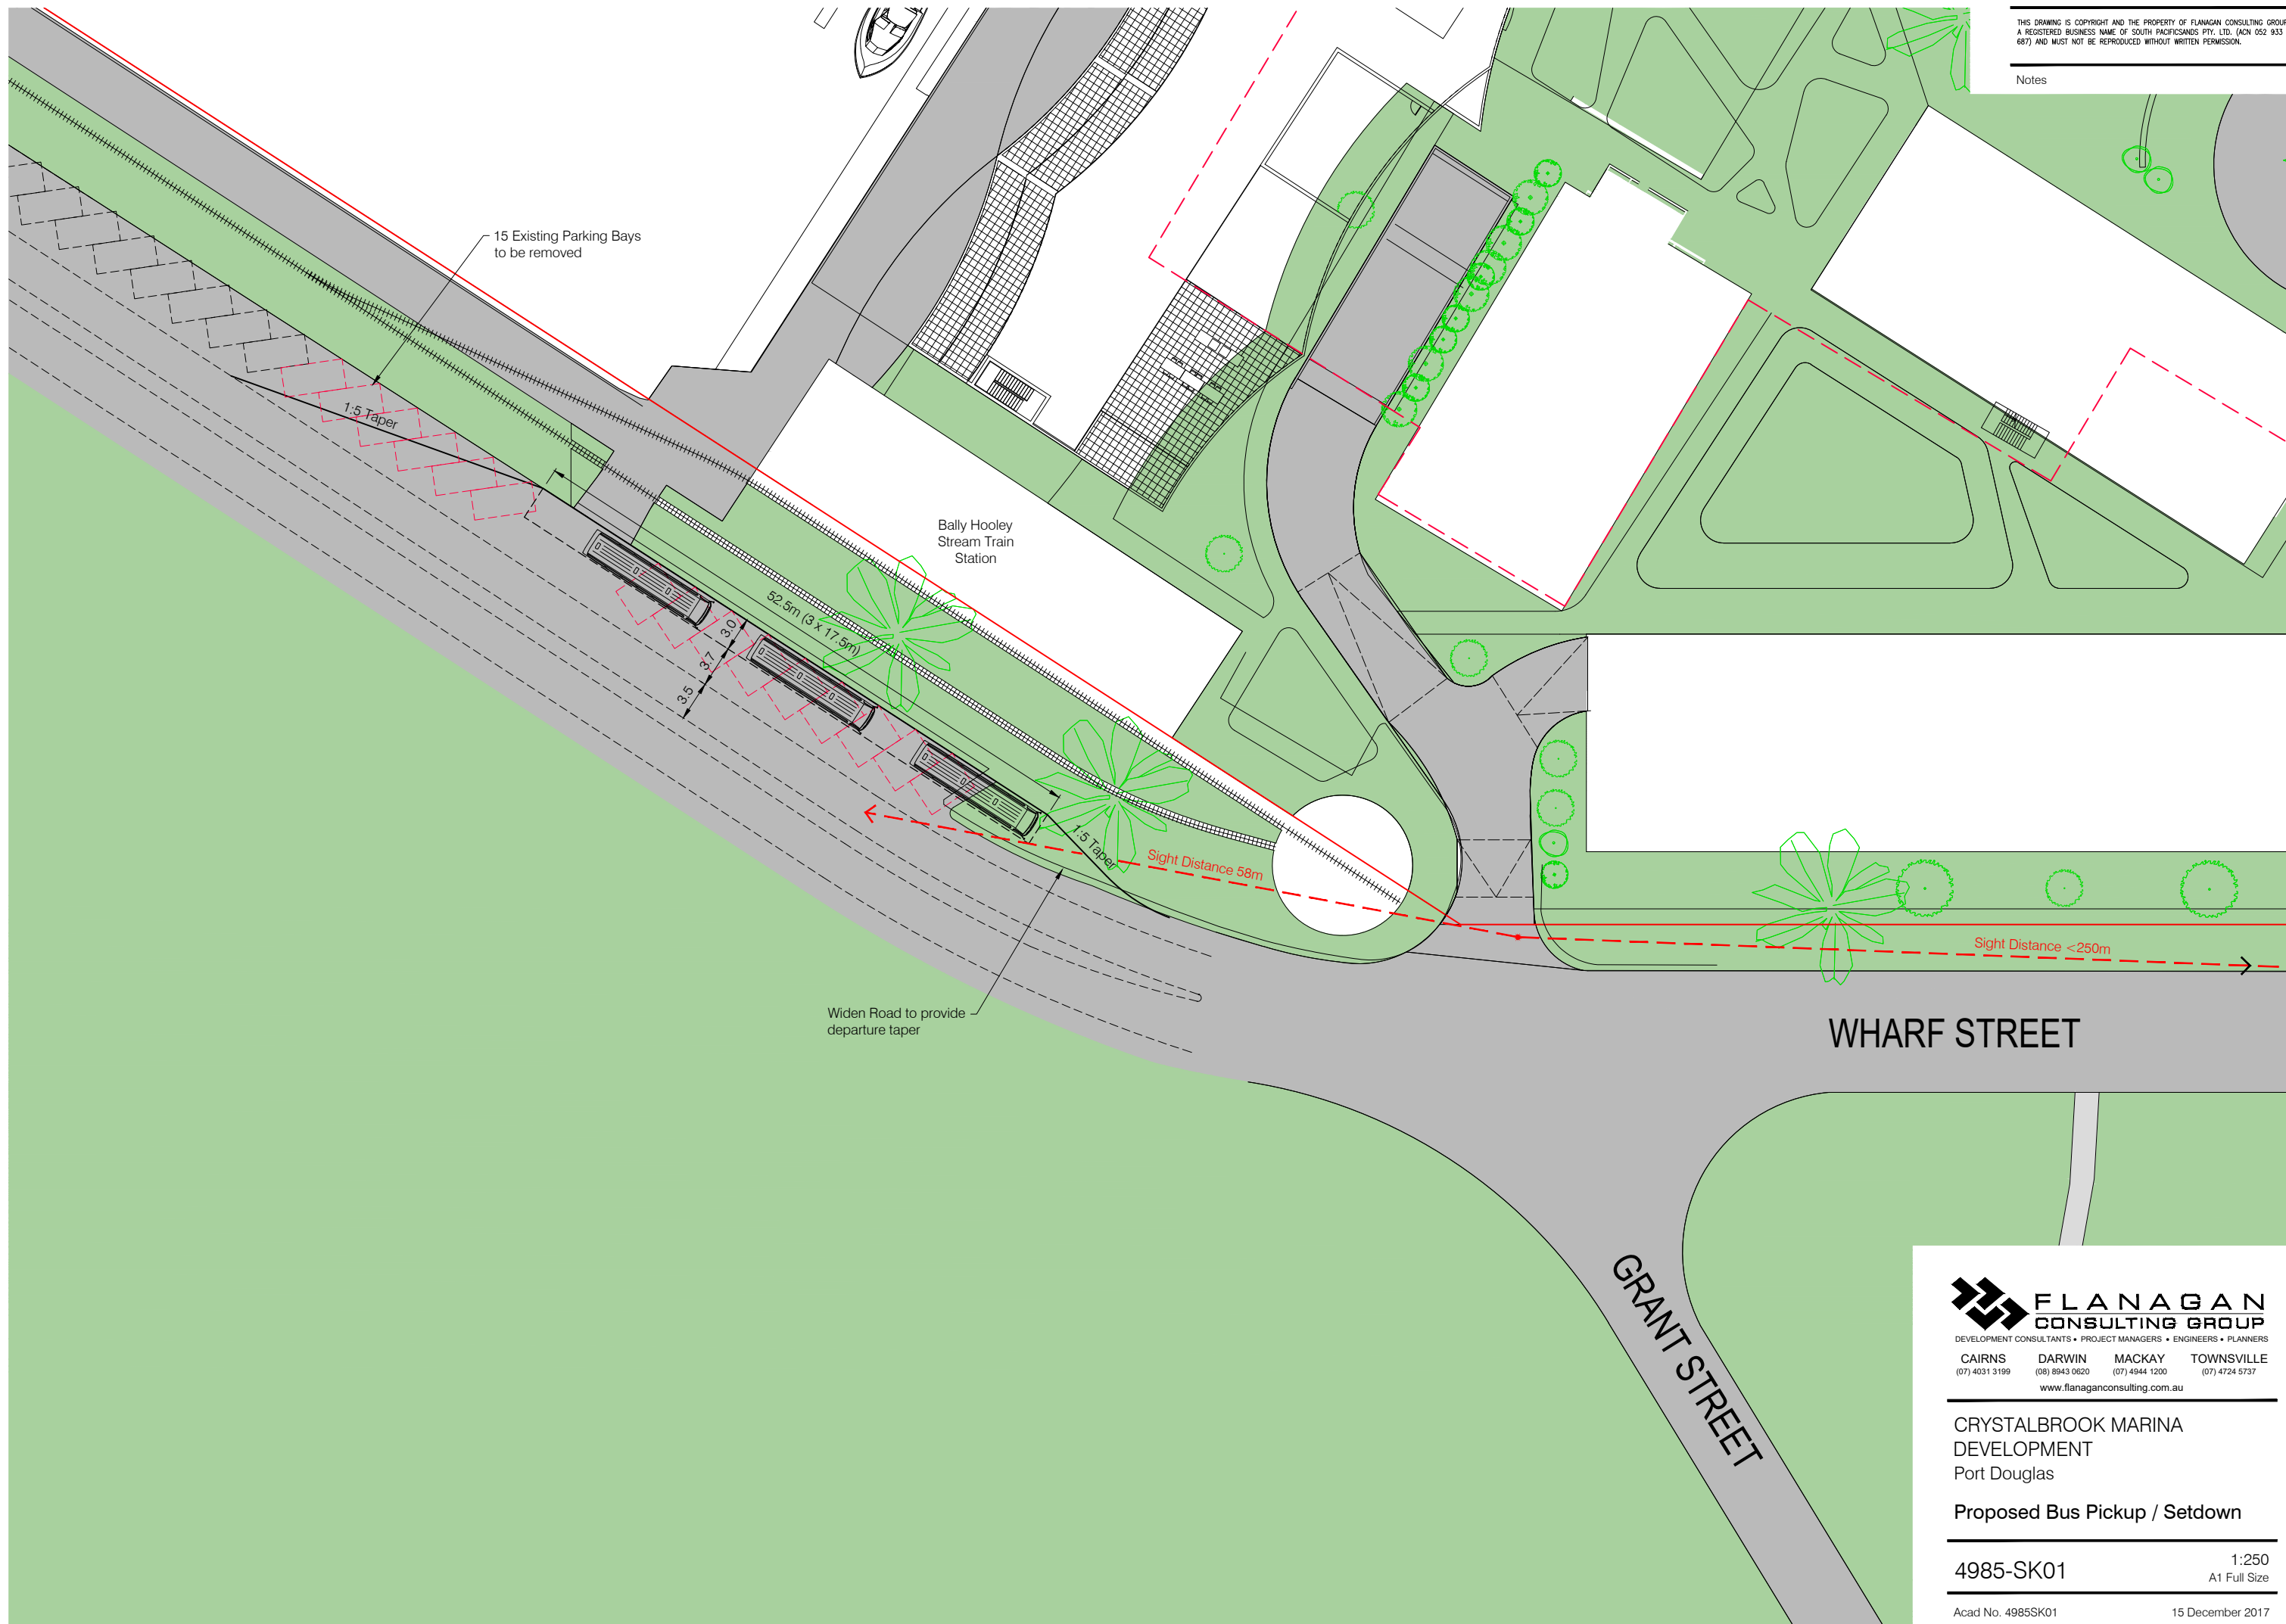 THIS DRAWING IS COPYRIGHT AND THE PROPERTY OF FLANAGAN CONSULTING GROUP
A REGISTERED BUSINESS NAME OF SOUTH PACIFICSANDS PTY. LTD. (ACN 052 933
687) AND MUST NOT BE REPRODUCED WITHOUT WRITTEN PERMISSION.
Notes
15 Existing Parking Bays
to be removed
1:5 Taper
Bally Hooley
Stream Train
Station
52.5m (3 x 17.5m)
3.0
3.7
3.5
1:5 Taper
Sight Distance 58m
Sight Distance <250m
Widen Road to provide
departure taper
WHARF STREET
GRANT STREET
FLANAGAN
CONSULTING GROUP
DEVELOPMENT CONSULTANTS • PROJECT MANAGERS • ENGINEERS • PLANNERS
CAIRNS DARWIN MACKAY TOWNSVILLE
(07) 4031 3199 (08) 8943 0620 (07) 4944 1200 (07) 4724 5737
www.flanaganconsulting.com.au
CRYSTALBROOK MARINA
DEVELOPMENT
Port Douglas
Proposed Bus Pickup / Setdown
4985-SK01 1:250
A1 Full Size
Acad No. 4985SK01 15 December 2017